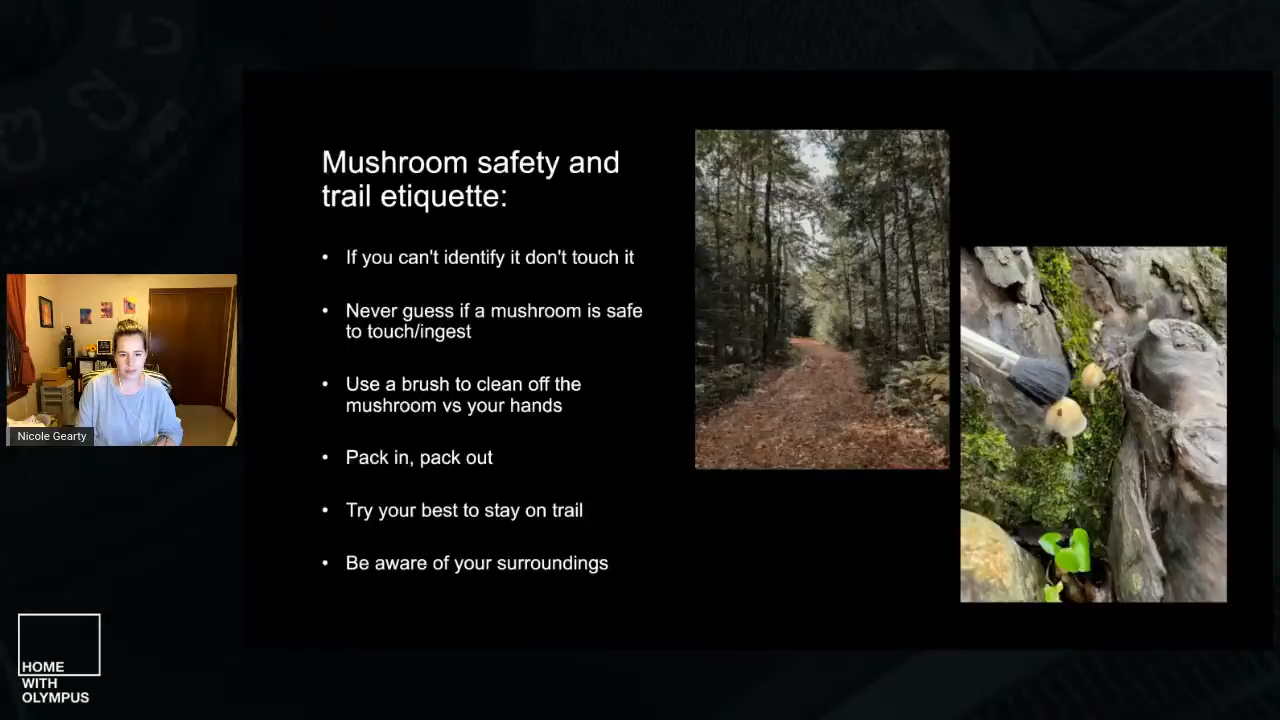 Mushroom safety and
trail etiquette:
• If you can't identify it don't touch it
• Never guess if a mushroom is safe
to touch/ingest
• Use a brush to clean off the
mushroom vs your hands
• Pack in, pack out
• Try your best to stay on trail
• Be aware of your surroundings
Nicole Gearty
HOME
WITH
OLYMPUS